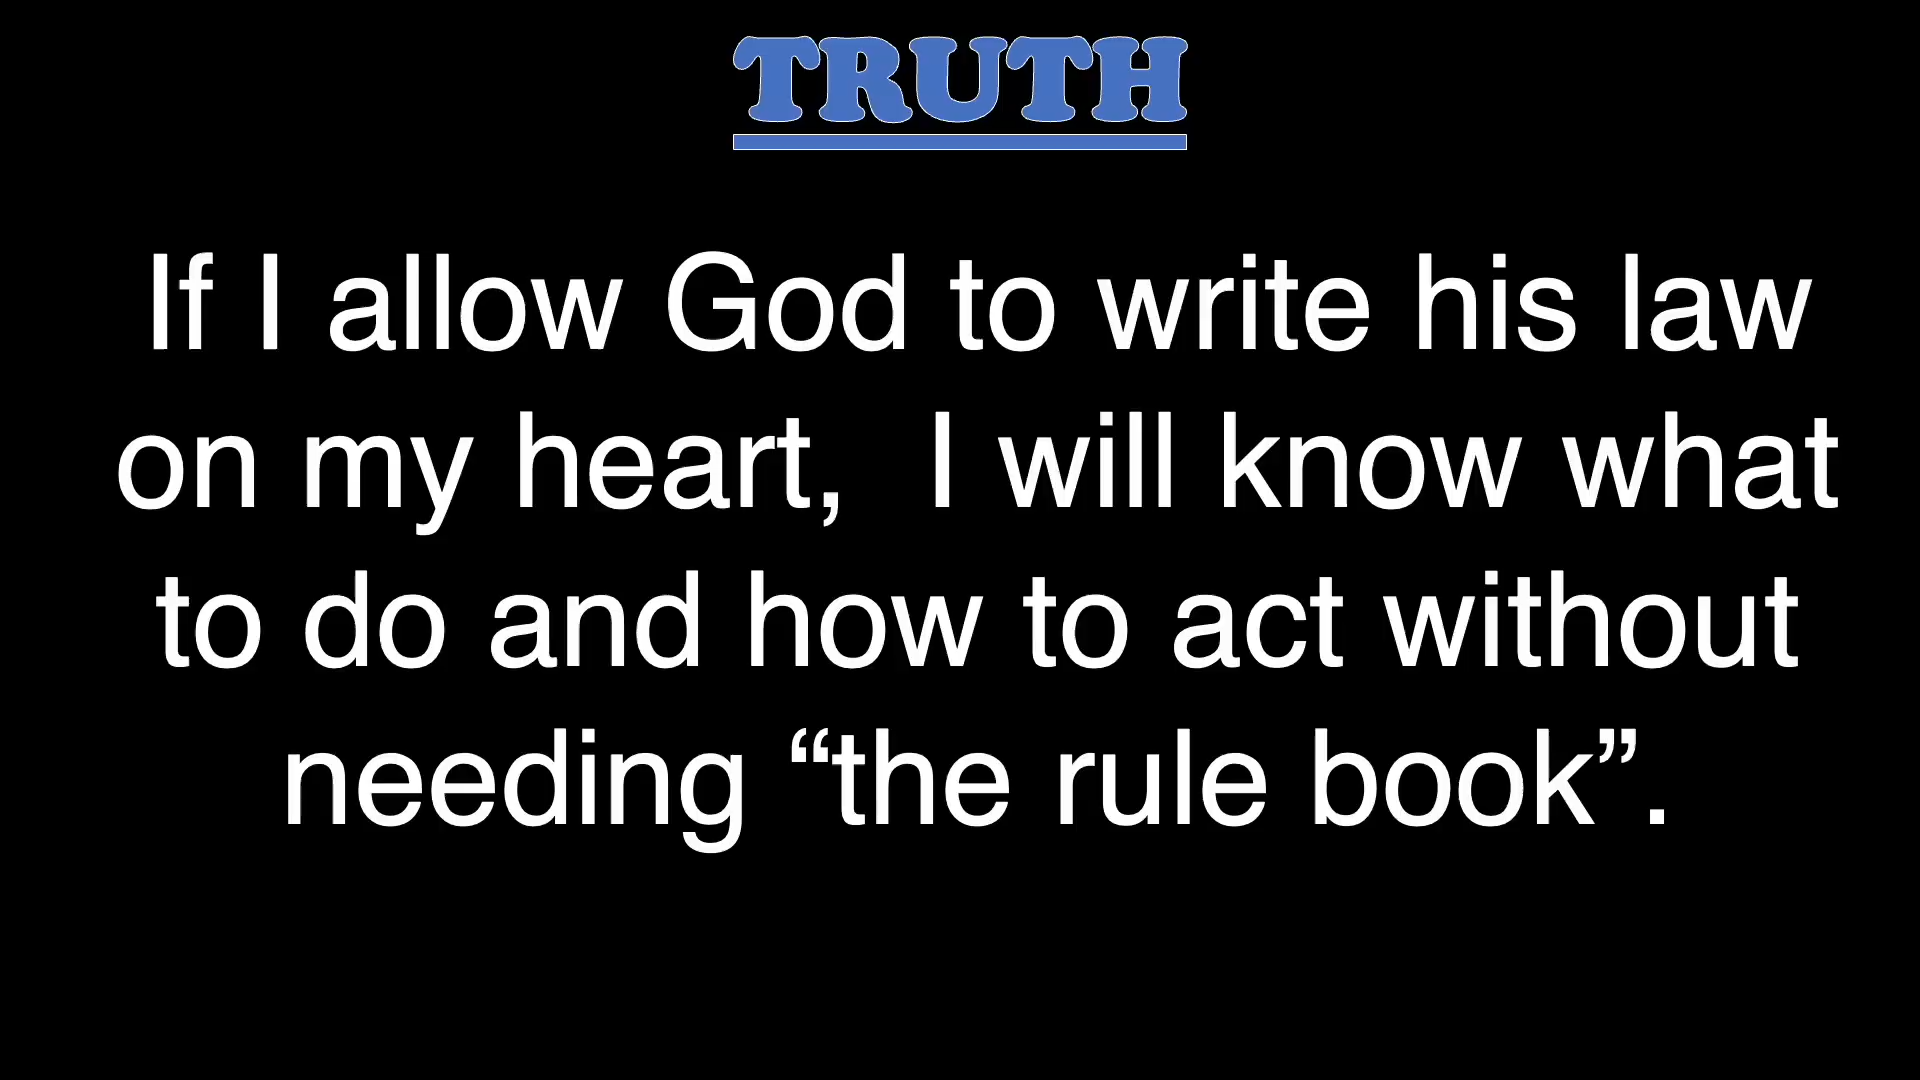 TRUTH
If I allow God to write his law
on my heart,  I will know what
to do and how to act without
needing “the rule book”.